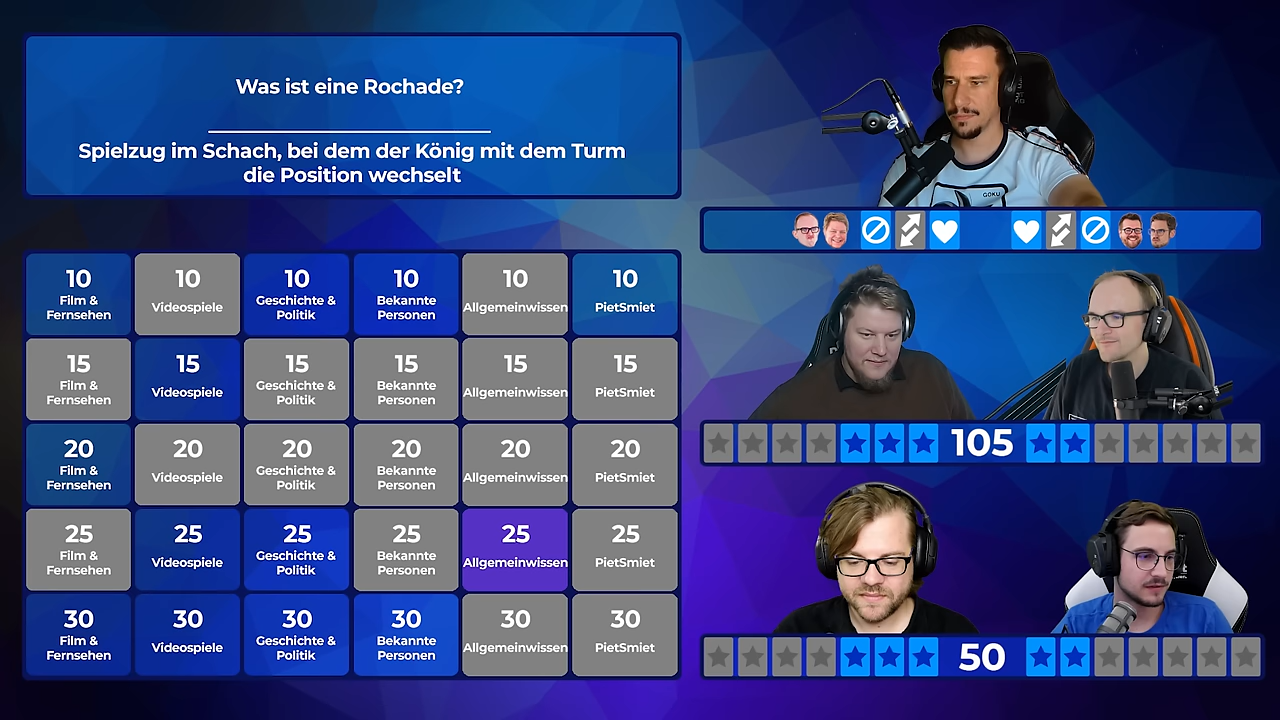 Was ist eine Rochade?
Spielzug im Schach, bei dem der König mit dem Turm
die Position wechselt
GOKU
10 10 10 10 10 10
Film & Fernsehen Videospiele Geschichte & Politik Bekannte Personen Allgemeinwissen PietSmiet
15 15 15 15 15 15
Film & Fernsehen Videospiele Geschichte & Politik Bekannte Personen Allgemeinwissen PietSmiet
20 20 20 20 20 20
Film & Fernsehen Videospiele Geschichte & Politik Bekannte Personen Allgemeinwissen PietSmiet
25 25 25 25 25 25
Film & Fernsehen Videospiele Geschichte & Politik Bekannte Personen Allgemeinwissen PietSmiet
30 30 30 30 30 30
Film & Fernsehen Videospiele Geschichte & Politik Bekannte Personen Allgemeinwissen PietSmiet
105
50